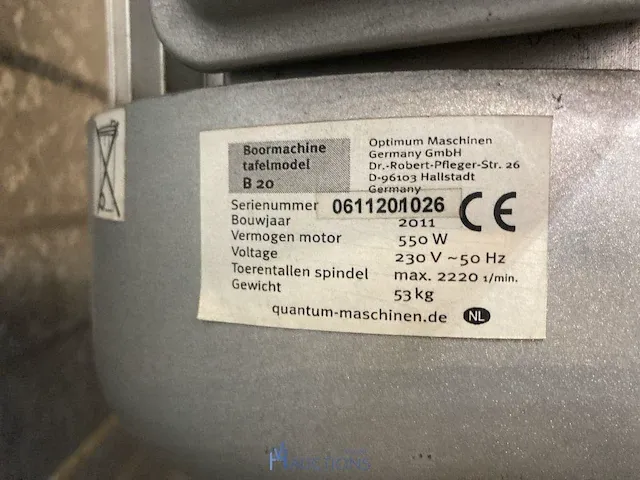 Boormachine
tafelmodel
B 20
Optimum Maschinen
Germany GmbH
Dr.-Robert-Pfleger-Str. 26
D-96103 Hallstadt
Germany
Serienummer 0611201026 CE
Bouwjaar 2011
Vermogen motor 550 W
Voltage 230 V ~50 Hz
Toerentallen spindel max. 2220 1/min.
Gewicht 53 kg
quantum-maschinen.de NL